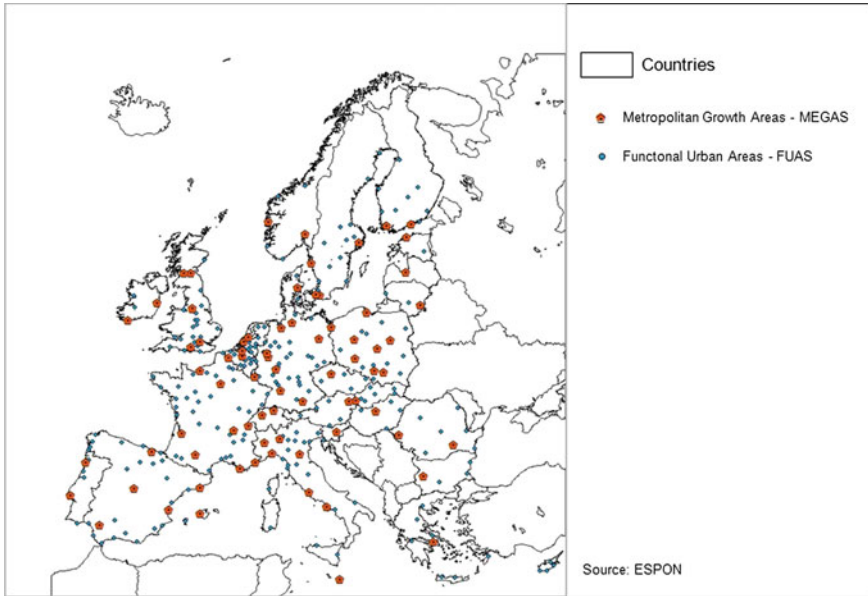 Countries
Metropolitan Growth Areas - MEGAS
Functonal Urban Areas - FUAS
Source: ESPON